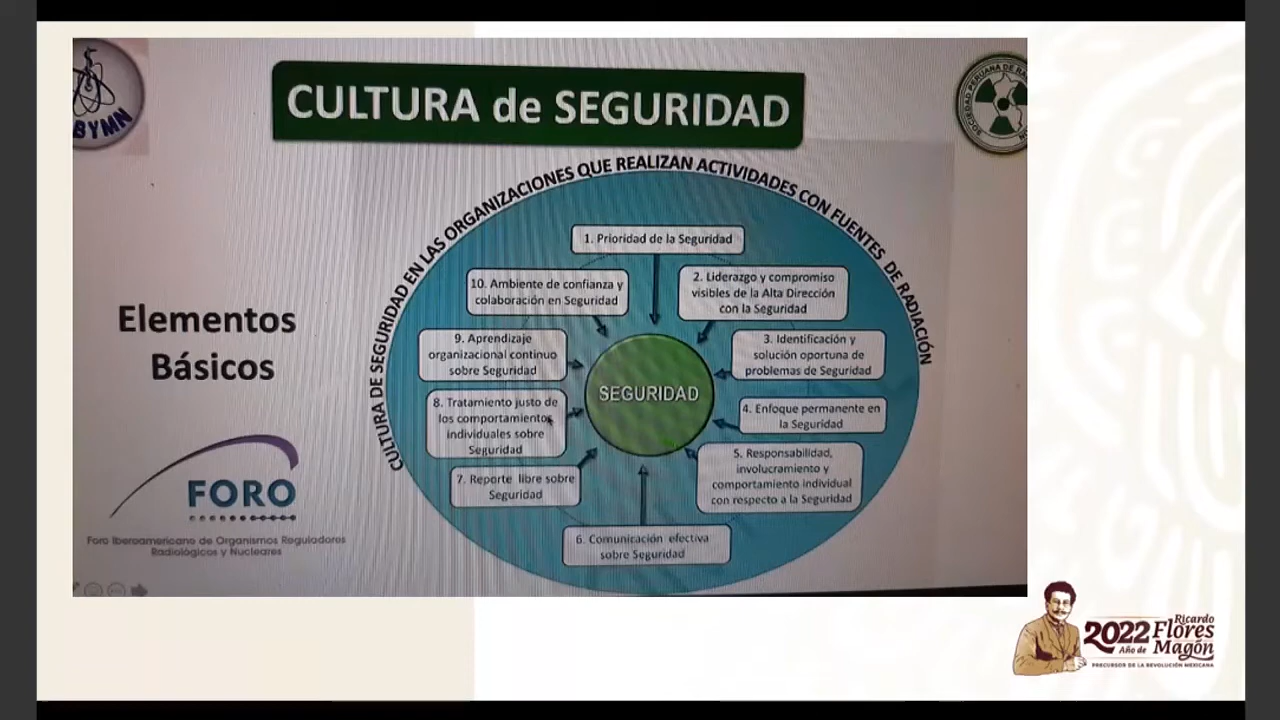 BYMN
CULTURA de SEGURIDAD
SOCIEDAD PERUANA DE
CULTURA DE SEGURIDAD EN LAS ORGANIZACIONES QUE REALIZAN ACTIVIDADES CON FUENTES DE RADIACIÓN
Elementos
Básicos
FORO
Foro Iberoamericano de Organismos Reguladores
Radiológicos y Nucleares
1. Prioridad de la Seguridad
2. Liderazgo y compromiso
visibles de la Alta Dirección
con la Seguridad
3. Identificación y
solución oportuna de
problemas de Seguridad
4. Enfoque permanente en
la Seguridad
5. Responsabilidad,
involucramiento y
comportamiento individual
con respecto a la Seguridad
6. Comunicación efectiva
sobre Seguridad
7. Reporte libre sobre
Seguridad
8. Tratamiento justo de
los comportamientos
individuales sobre
Seguridad
9. Aprendizaje
organizacional continuo
sobre Seguridad
10. Ambiente de confianza y
colaboración en Seguridad
SEGURIDAD
2022 Ricardo
Flores
Año de Magón
PRECURSOR DE LA REVOLUCIÓN MEXICANA